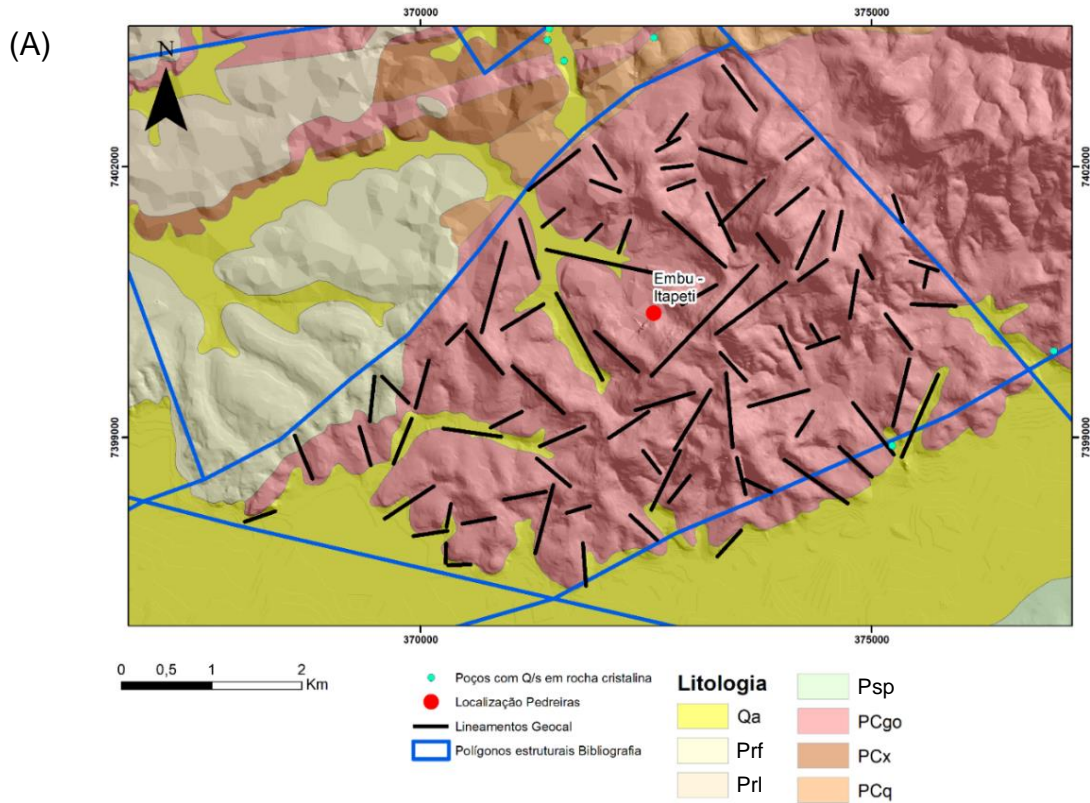 (A)
370000
375000
N
7402000
7402000
Embu -
Itapeti
7399000
7399000
370000
375000
0 0,5 1 2
Km
Poços com Q/s em rocha cristalina
Localização Pedreiras
Lineamentos Geocal
Polígonos estruturais Bibliografia
Litologia
Qa
Prf
Prl
Psp
PCgo
PCx
PCq